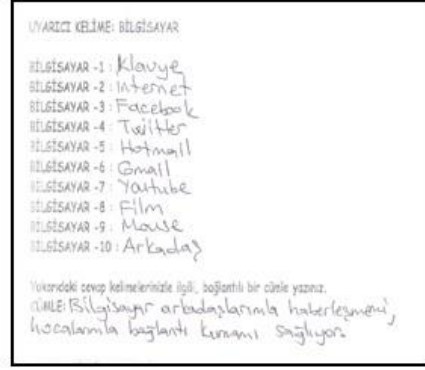 UYARICI KELİME: BİLGİSAYAR
BİLGİSAYAR -1 : Klavye
BİLGİSAYAR -2 : İnternet
BİLGİSAYAR -3 : Facebook
BİLGİSAYAR -4 : Twitter
BİLGİSAYAR -5 : Hotmail
BİLGİSAYAR -6 : Gmail
BİLGİSAYAR -7 : Youtube
BİLGİSAYAR -8 : Film
BİLGİSAYAR -9 : Mouse
BİLGİSAYAR -10 : Arkadaş
Yukarıdaki cevap kelimelerinizle ilgili, bağlantılı bir cümle yazınız.
CÜMLE: Bilgisayar arkadaşlarımla haberleşmemi,
hocalarımla bağlantı kurmamı sağlıyor.